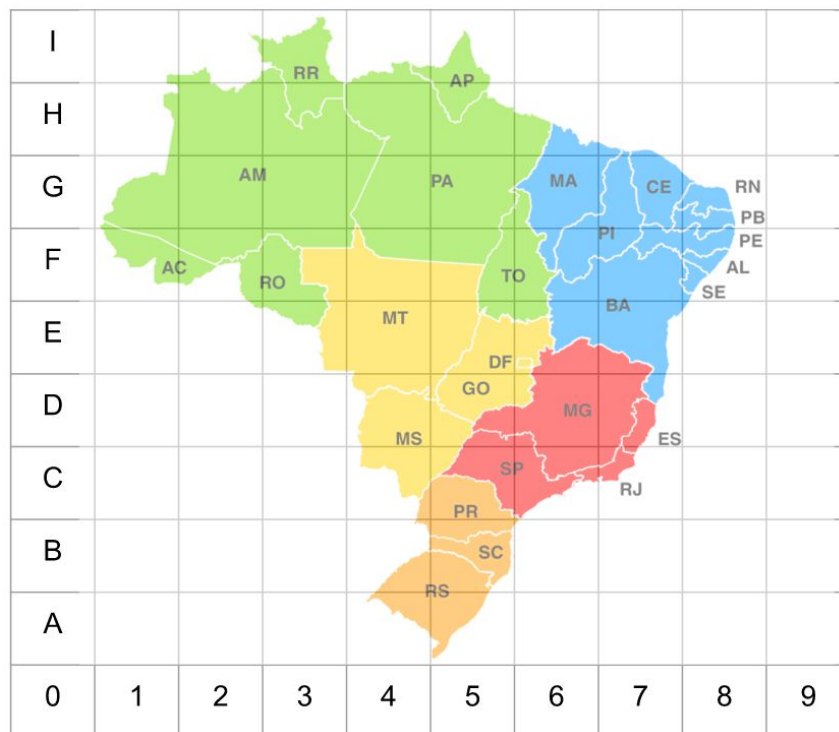 I
RR AP
H
G AM PA MA CE RN
PB
PI PE
F AC RO TO AL
SE
MT BA
E
DF
GO
D MG
MS ES
C SP
RJ
PR
B SC
RS
A
0 1 2 3 4 5 6 7 8 9